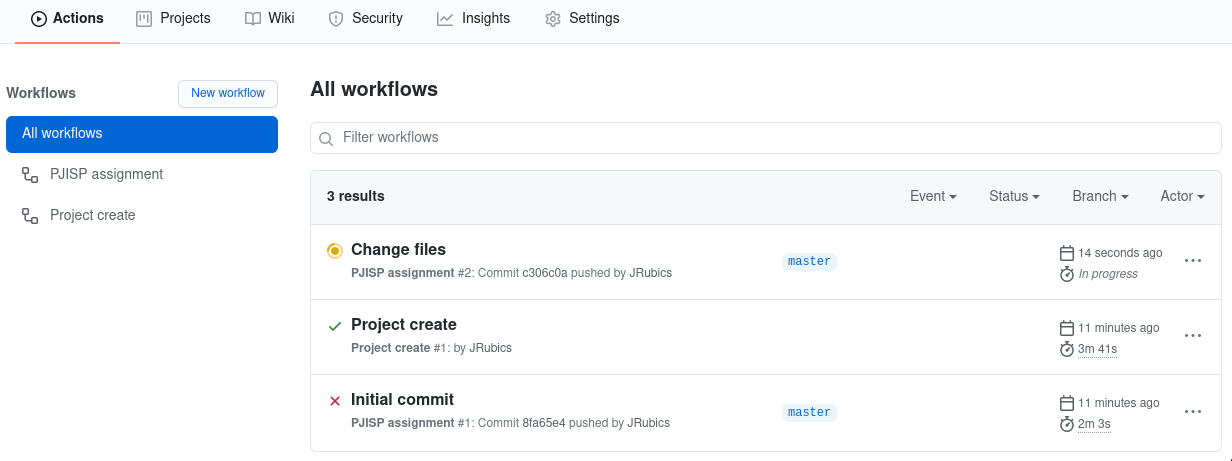 Actions Projects Wiki Security Insights Settings
Workflows New workflow
All workflows
PJISP assignment
Project create
All workflows
Filter workflows
3 results Event Status Branch Actor
Change files
PJISP assignment #2: Commit c306c0a pushed by JRubics
master
14 seconds ago
In progress
Project create
Project create #1: by JRubics
11 minutes ago
3m 41s
Initial commit
PJISP assignment #1: Commit 8fa65e4 pushed by JRubics
master
11 minutes ago
2m 3s